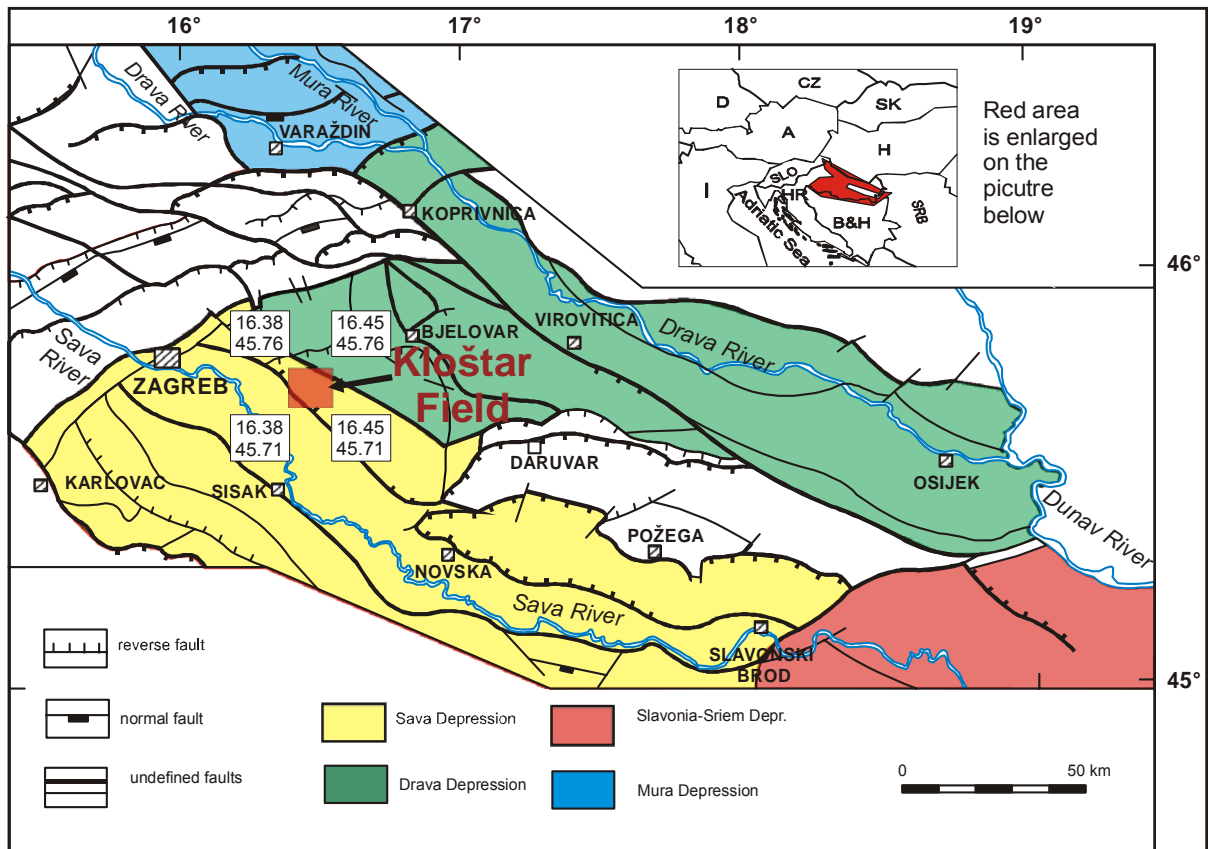 16°
17°
18°
19°
Drava
River
Mura River
VARAŽDIN
D
CZ
SK
A
H
I
SLO
HR
B&H
SRB
Adriatic Sea
Red area
is enlarged
on the
picutre
below
KOPRIVNICA
46°
Sava
River
16.38
45.76
16.45
45.76
BJELOVAR
VIROVITICA
Drava River
ZAGREB
Kloštar
Field
16.38
45.71
16.45
45.71
DARUVAR
KARLOVAC
SISAK
OSIJEK
Dunav River
POŽEGA
NOVSKA
Sava River
SLAVONSKI
BROD
45°
reverse fault
normal fault
undefined faults
Sava Depression
Drava Depression
Slavonia-Sriem Depr.
Mura Depression
0
50 km